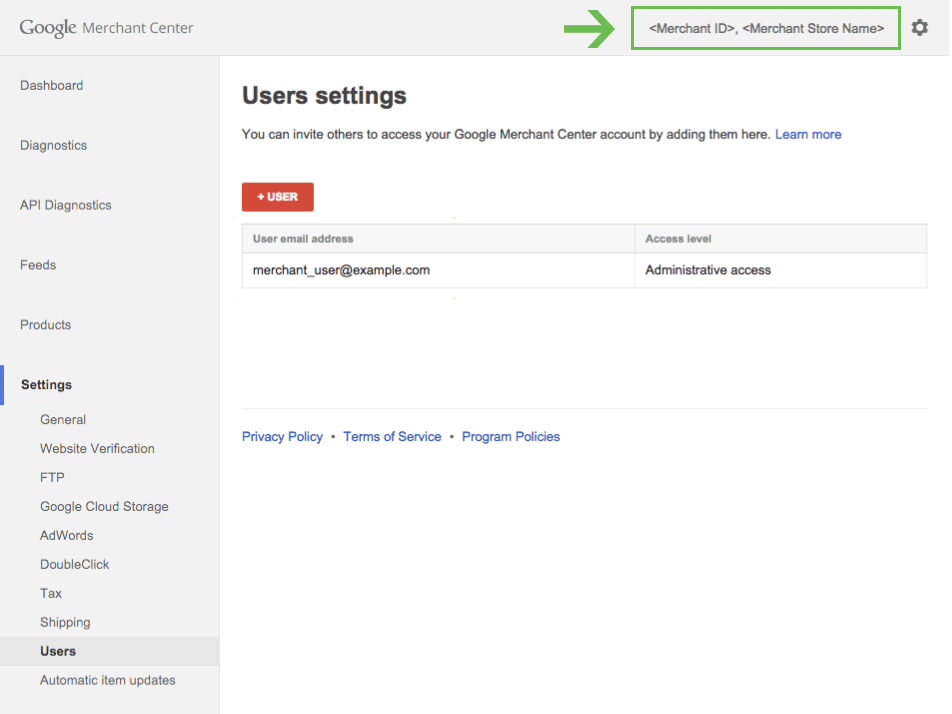 Google Merchant Center
<Merchant ID>, <Merchant Store Name>
Dashboard
Diagnostics
API Diagnostics
Feeds
Products
Settings
General
Website Verification
FTP
Google Cloud Storage
AdWords
DoubleClick
Tax
Shipping
Users
Automatic item updates
Users settings
You can invite others to access your Google Merchant Center account by adding them here. Learn more
+ USER
User email address Access level
merchant_user@example.com Administrative access
Privacy Policy • Terms of Service • Program Policies